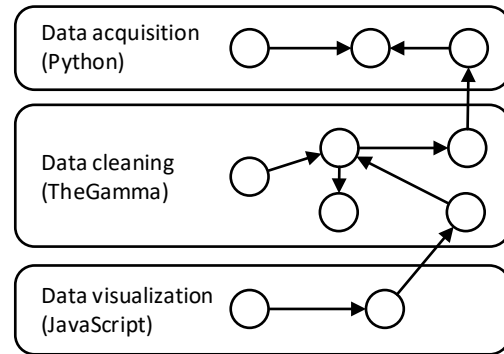 Data acquisition
(Python)
Data cleaning
(TheGamma)
Data visualization
(JavaScript)